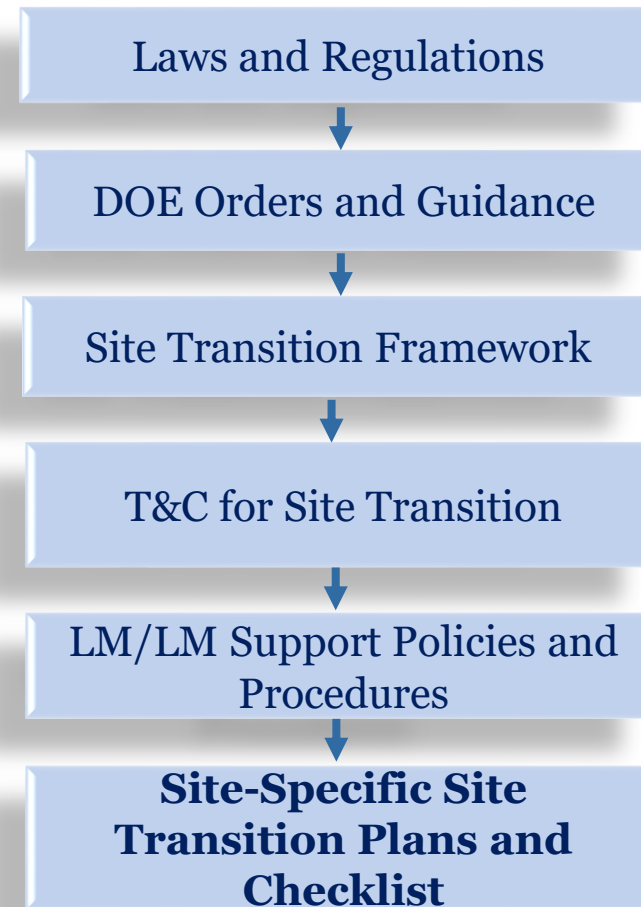 Laws and Regulations
DOE Orders and Guidance
Site Transition Framework
T&C for Site Transition
LM/LM Support Policies and
Procedures
Site-Specific Site
Transition Plans and
Checklist